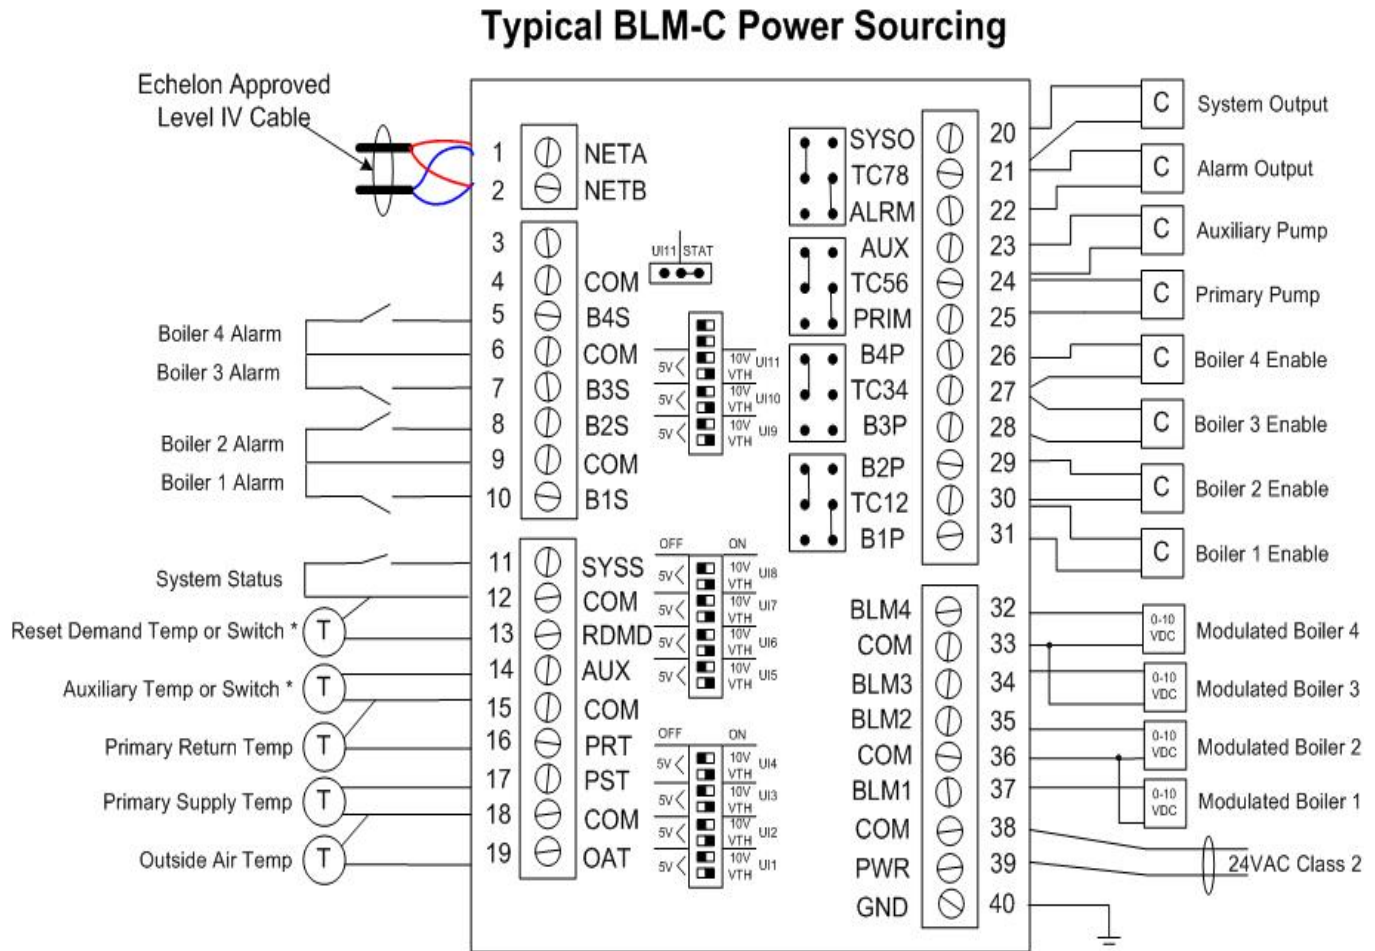 Typical BLM-C Power Sourcing
Echelon Approved
Level IV Cable
1 NETA
2 NETB
3
4 COM
5 B4S
6 COM
7 B3S
8 B2S
9 COM
10 B1S
11 SYSS
12 COM
13 RDMD
14 AUX
15 COM
16 PRT
17 PST
18 COM
19 OAT
Boiler 4 Alarm
Boiler 3 Alarm
Boiler 2 Alarm
Boiler 1 Alarm
System Status
Reset Demand Temp or Switch * T
Auxiliary Temp or Switch * T
Primary Return Temp T
Primary Supply Temp T
Outside Air Temp T
UI11 STAT
5V< 10V VTH UI11
5V< 10V VTH UI10
5V< 10V VTH UI9
OFF ON
5V< 10V VTH UI8
5V< 10V VTH UI7
5V< 10V VTH UI6
5V< 10V VTH UI5
OFF ON
5V< 10V VTH UI4
5V< 10V VTH UI3
5V< 10V VTH UI2
5V< 10V VTH UI1
SYSO 20
TC78 21
ALRM 22
AUX 23
TC56 24
PRIM 25
B4P 26
TC34 27
B3P 28
B2P 29
TC12 30
B1P 31
BLM4 32
COM 33
BLM3 34
BLM2 35
COM 36
BLM1 37
COM 38
PWR 39
GND 40
C System Output
C Alarm Output
C Auxiliary Pump
C Primary Pump
C Boiler 4 Enable
C Boiler 3 Enable
C Boiler 2 Enable
C Boiler 1 Enable
0-10 VDC Modulated Boiler 4
0-10 VDC Modulated Boiler 3
0-10 VDC Modulated Boiler 2
0-10 VDC Modulated Boiler 1
24VAC Class 2